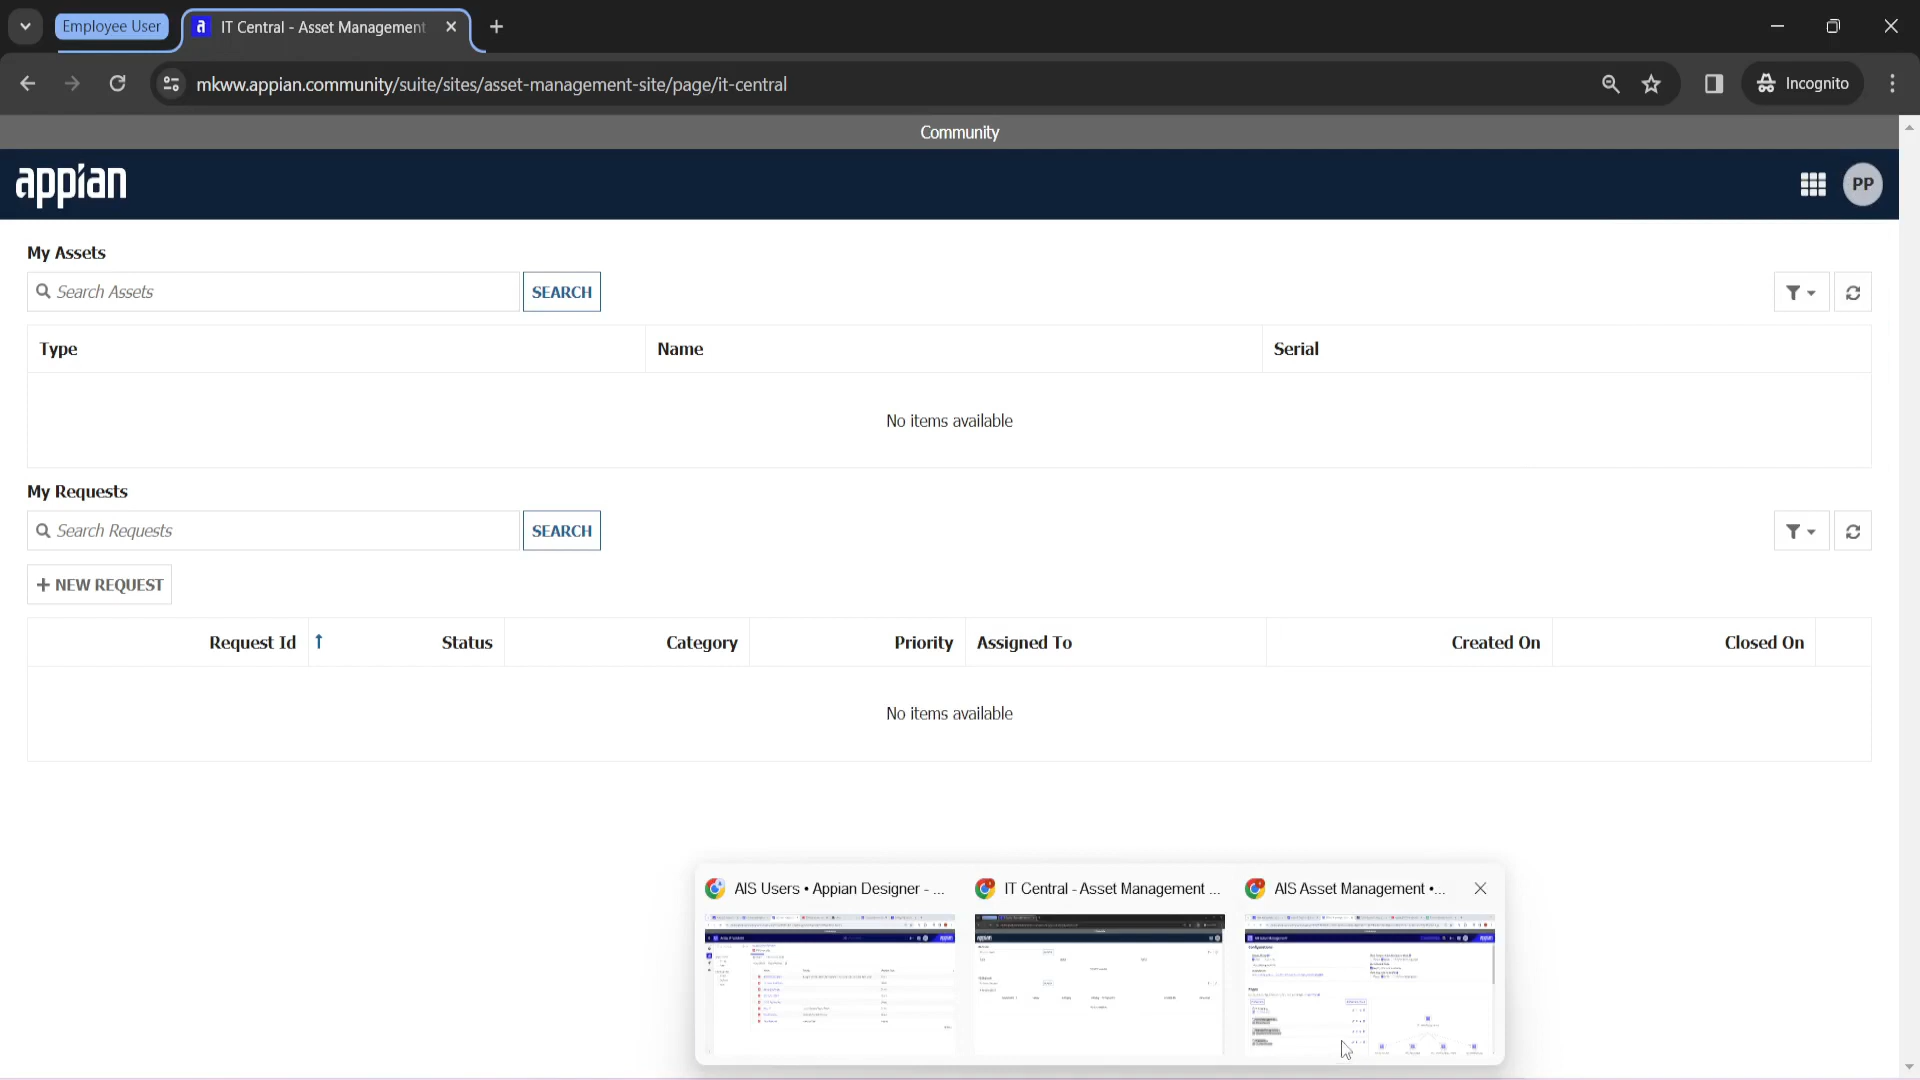 Employee User
IT Central - Asset Management
mkww.appian.community/suite/sites/asset-management-site/page/it-central
Incognito
Community
appian
PP
My Assets
Search Assets
SEARCH
Type Name Serial
No items available
My Requests
Search Requests
SEARCH
+ NEW REQUEST
Request Id Status Category Priority Assigned To Created On Closed On
No items available
AIS Users • Appian Designer - ...
IT Central - Asset Management ...
AIS Asset Management •...